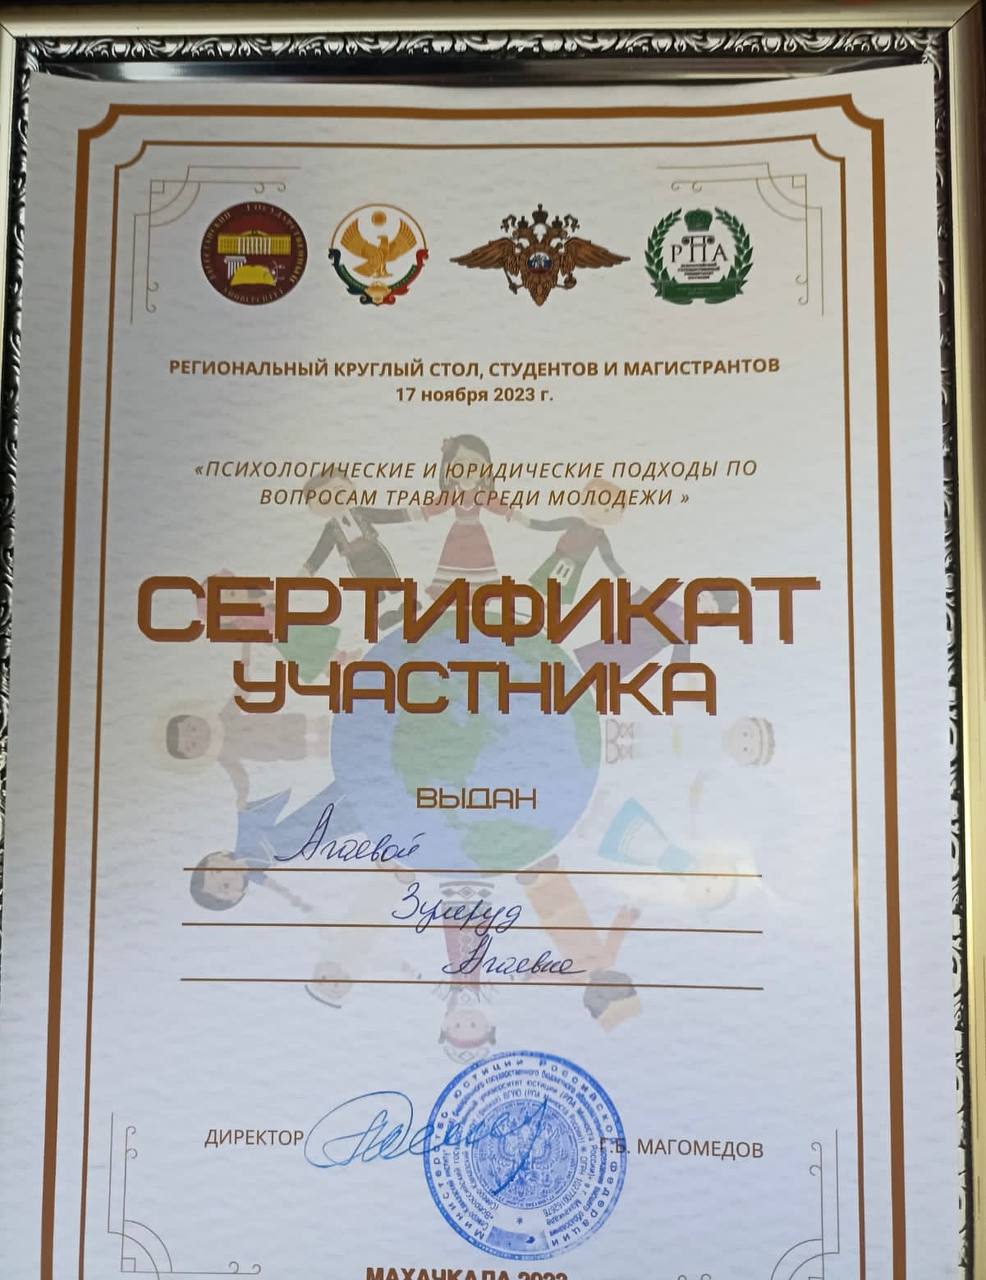 РНА
РЕГИОНАЛЬНЫЙ КРУГЛЫЙ СТОЛ, СТУДЕНТОВ И МАГИСТРАНТОВ
17 ноября 2023 г.
«ПСИХОЛОГИЧЕСКИЕ И ЮРИДИЧЕСКИЕ ПОДХОДЫ ПО
ВОПРОСАМ ТРАВЛИ СРЕДИ МОЛОДЕЖИ »
СЕРТИФИКАТ
УЧАСТНИКА
ВЫДАН
Агаевой
Зумруд
Агаевне
ДИРЕКТОР Г.Б. МАГОМЕДОВ
МАХАЧКАЛА 2023